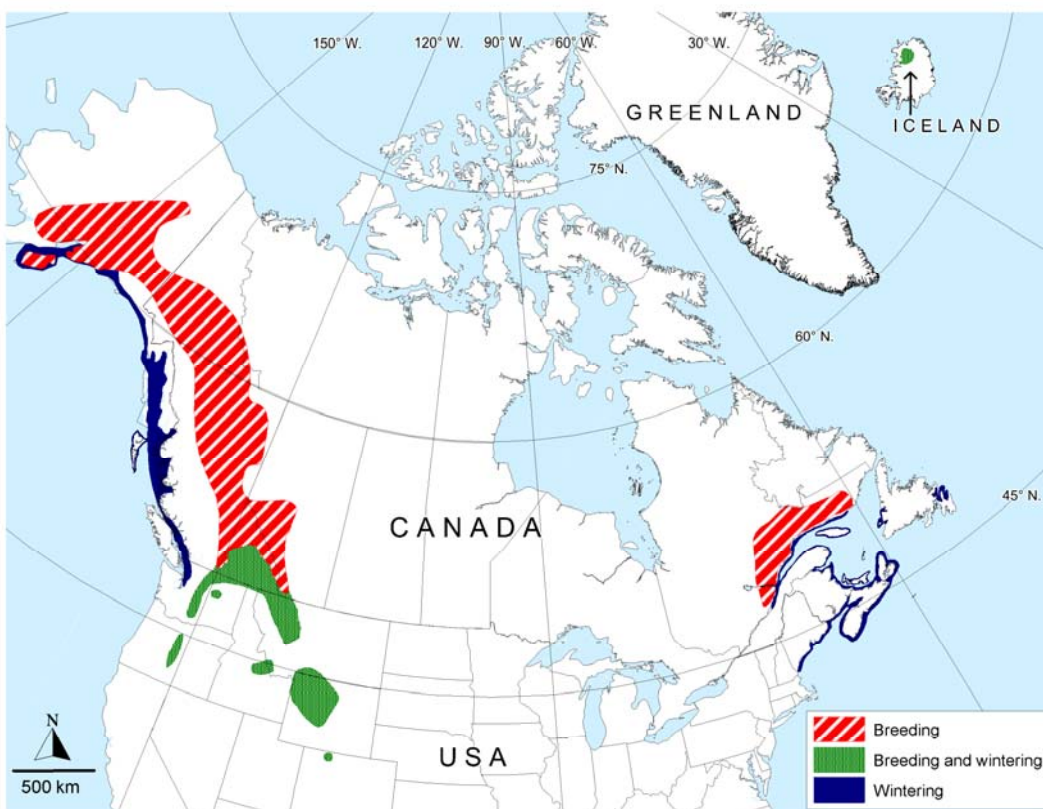 150° W.
120° W.
90° W.
60° W.
30° W.
GREENLAND
ICELAND
75° N.
60° N.
45° N.
CANADA
USA
N
500 km
Breeding
Breeding and wintering
Wintering